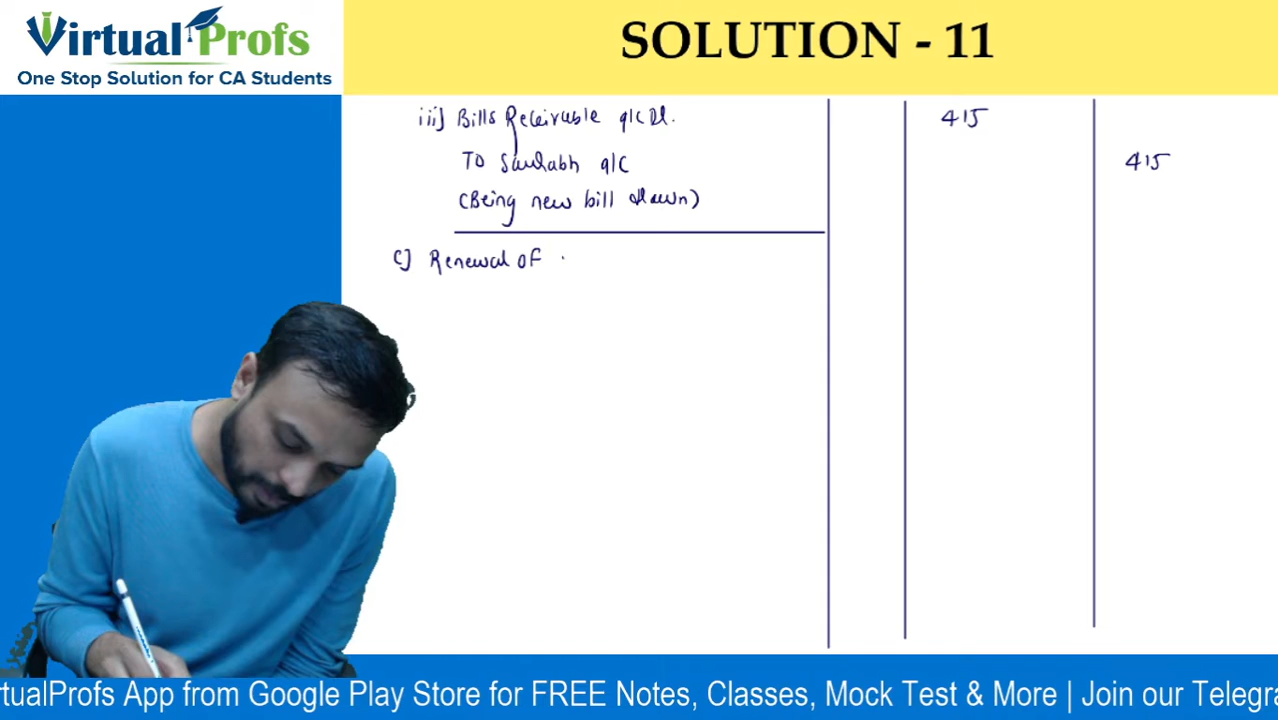 Virtual Profs
One Stop Solution for CA Students
SOLUTION - 11
iii] Bills Receivable a/c Dr. 415
To Saurabh a/c 415
(Being new bill drawn)
c] Renewal of
rtualProfs App from Google Play Store for FREE Notes, Classes, Mock Test & More | Join our Telegra